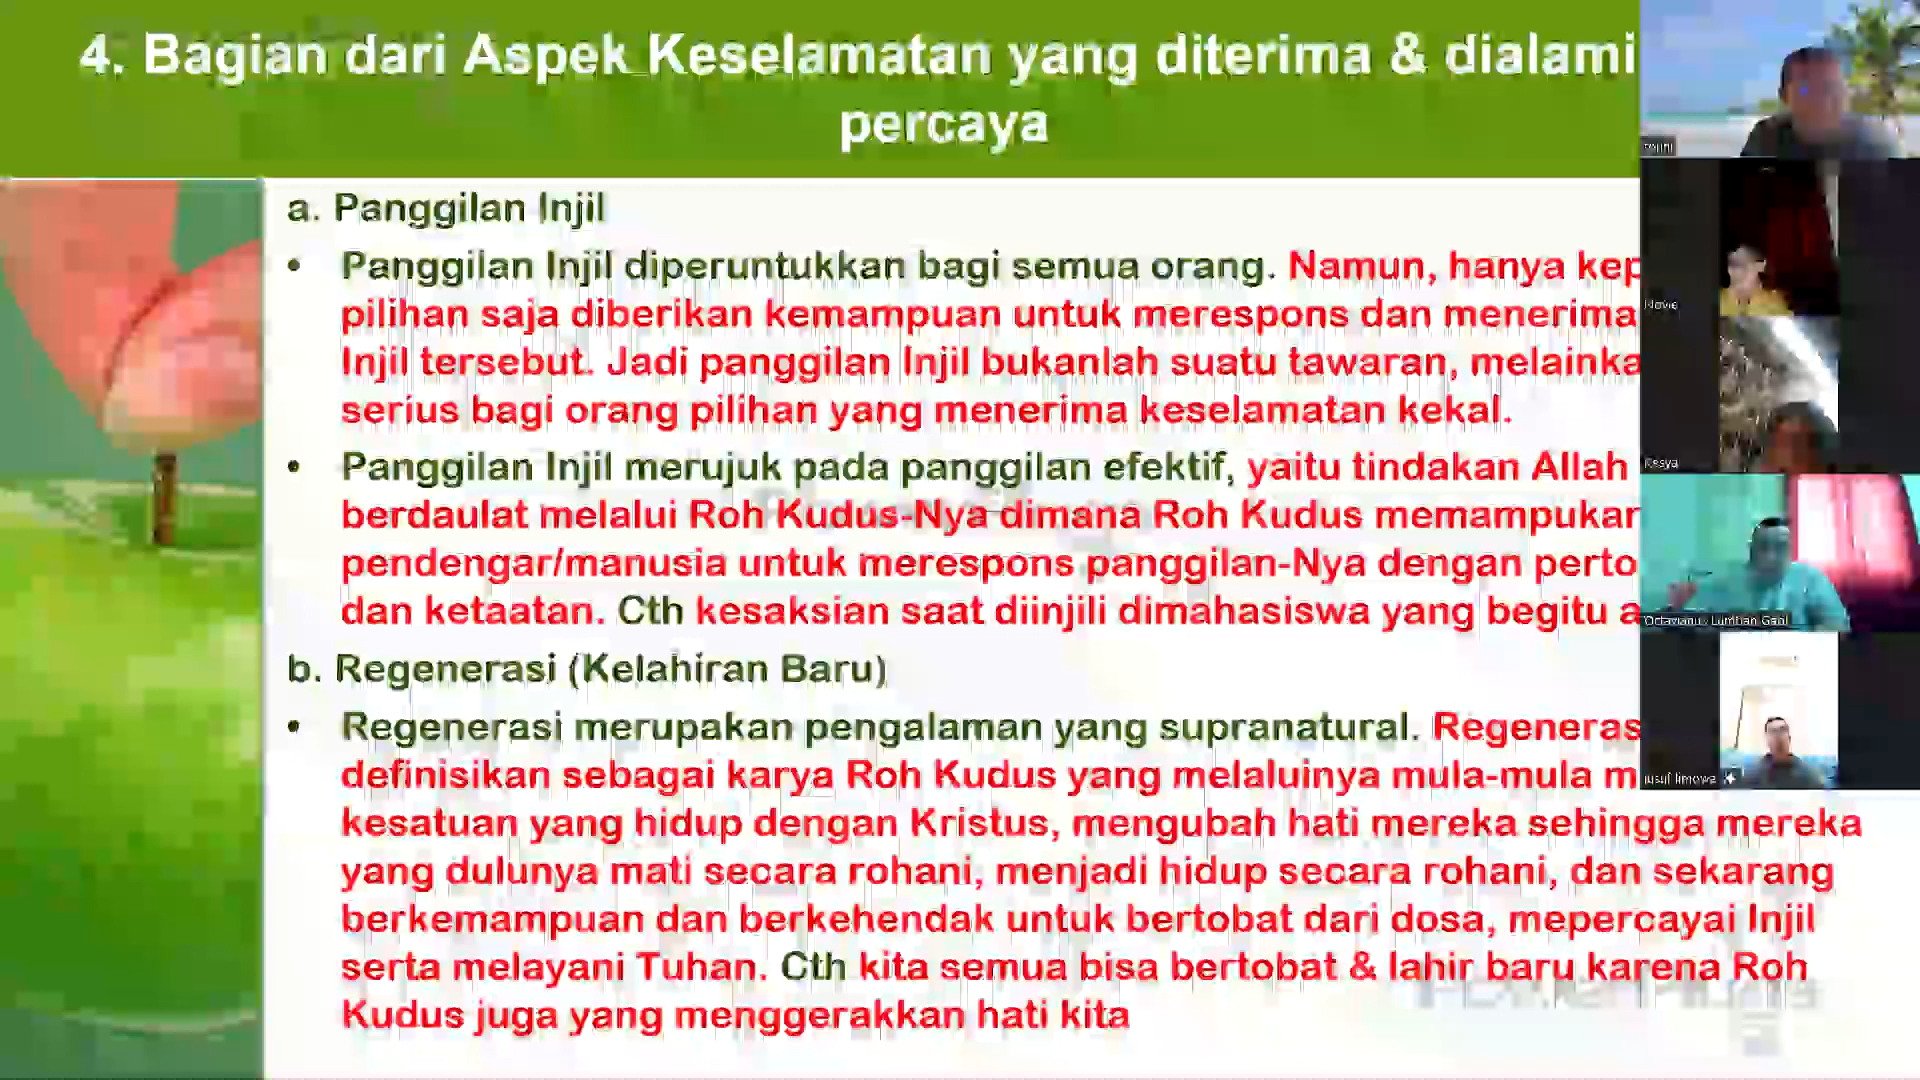 4. Bagian dari Aspek Keselamatan yang diterima & dialami
percaya
a. Panggilan Injil
• Panggilan Injil diperuntukkan bagi semua orang. Namun, hanya kep
pilihan saja diberikan kemampuan untuk merespons dan menerima
Injil tersebut. Jadi panggilan Injil bukanlah suatu tawaran, melainka
serius bagi orang pilihan yang menerima keselamatan kekal.
• Panggilan Injil merujuk pada panggilan efektif, yaitu tindakan Allah
berdaulat melalui Roh Kudus-Nya dimana Roh Kudus memampukan
pendengar/manusia untuk merespons panggilan-Nya dengan perto
dan ketaatan. Cth kesaksian saat diinjili dimahasiswa yang begitu a
b. Regenerasi (Kelahiran Baru)
• Regenerasi merupakan pengalaman yang supranatural. Regeneras
definisikan sebagai karya Roh Kudus yang melaluinya mula-mula m
kesatuan yang hidup dengan Kristus, mengubah hati mereka sehingga mereka
yang dulunya mati secara rohani, menjadi hidup secara rohani, dan sekarang
berkemampuan dan berkehendak untuk bertobat dari dosa, mepercayai Injil
serta melayani Tuhan. Cth kita semua bisa bertobat & lahir baru karena Roh
Kudus juga yang menggerakkan hati kita
Kesya
Octavianus Lumban Gaol